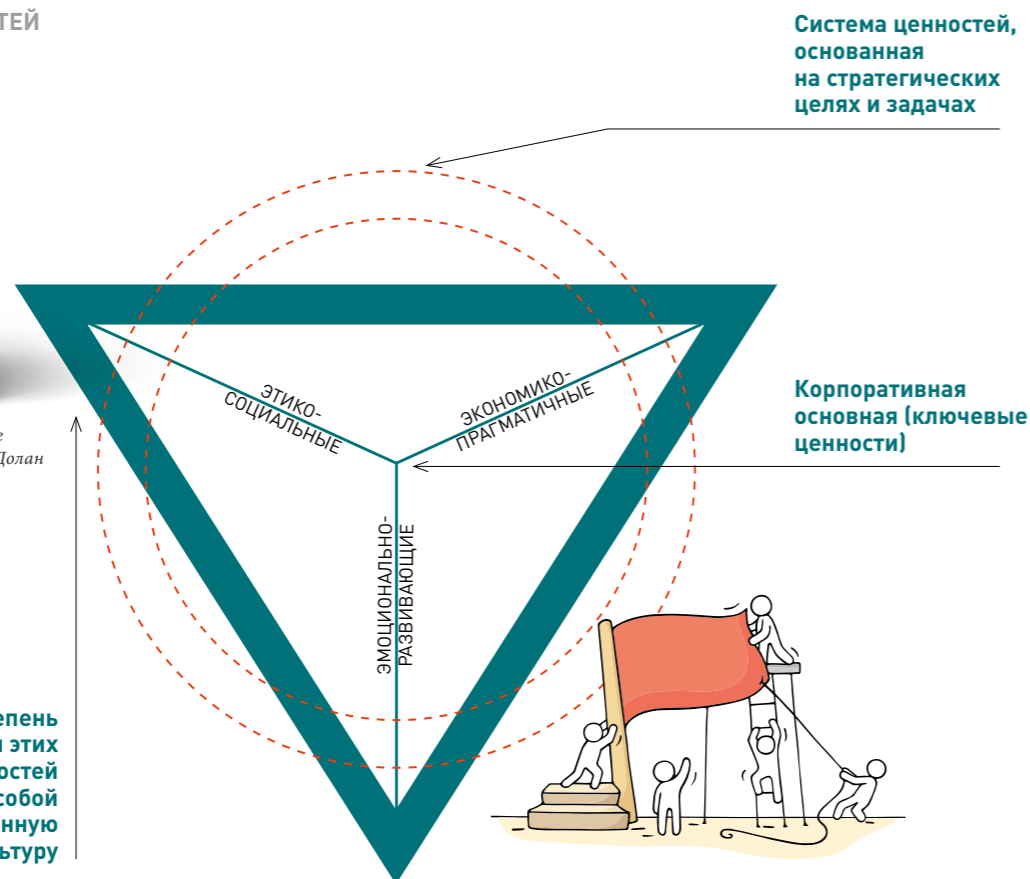 ТЕЙ
Система ценностей,
основанная
на стратегических
целях и задачах
ЭТИКО-
СОЦИАЛЬНЫЕ
ЭКОНОМИКО-
ПРАГМАТИЧНЫЕ
Корпоративная
основная (ключевые
ценности)
е
Долан
ЭМОЦИОНАЛЬНО-
РАЗВИВАЮЩИЕ
епень
и этих
остей
собой
нную
ьтуру